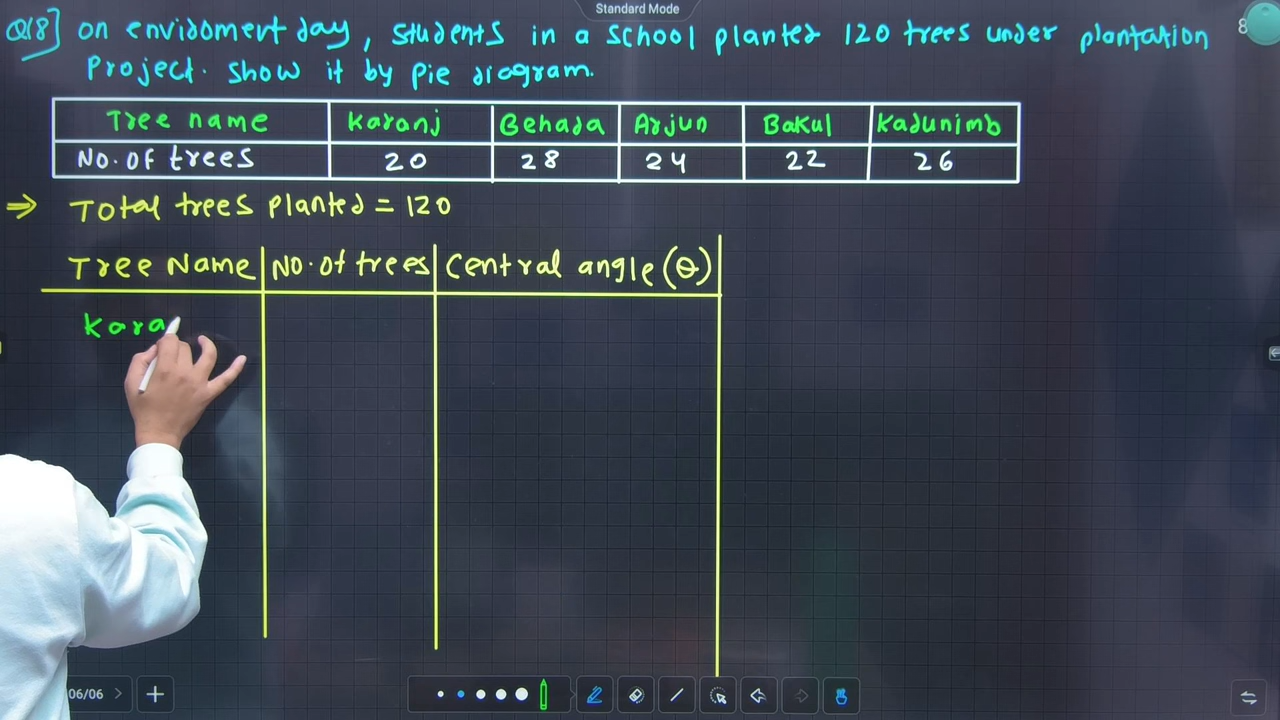 Standard Mode
Q18] on envidoment day, students in a school planted 120 trees under plantation 8
Project. Show it by Pie diagram.
Tree name Karanj Behada Arjun Bakul Kadunimb
No. of trees 20 28 24 22 26
⇒ Total trees planted = 120
Tree Name No. of trees Central angle (θ)
Kara
06/06 > +